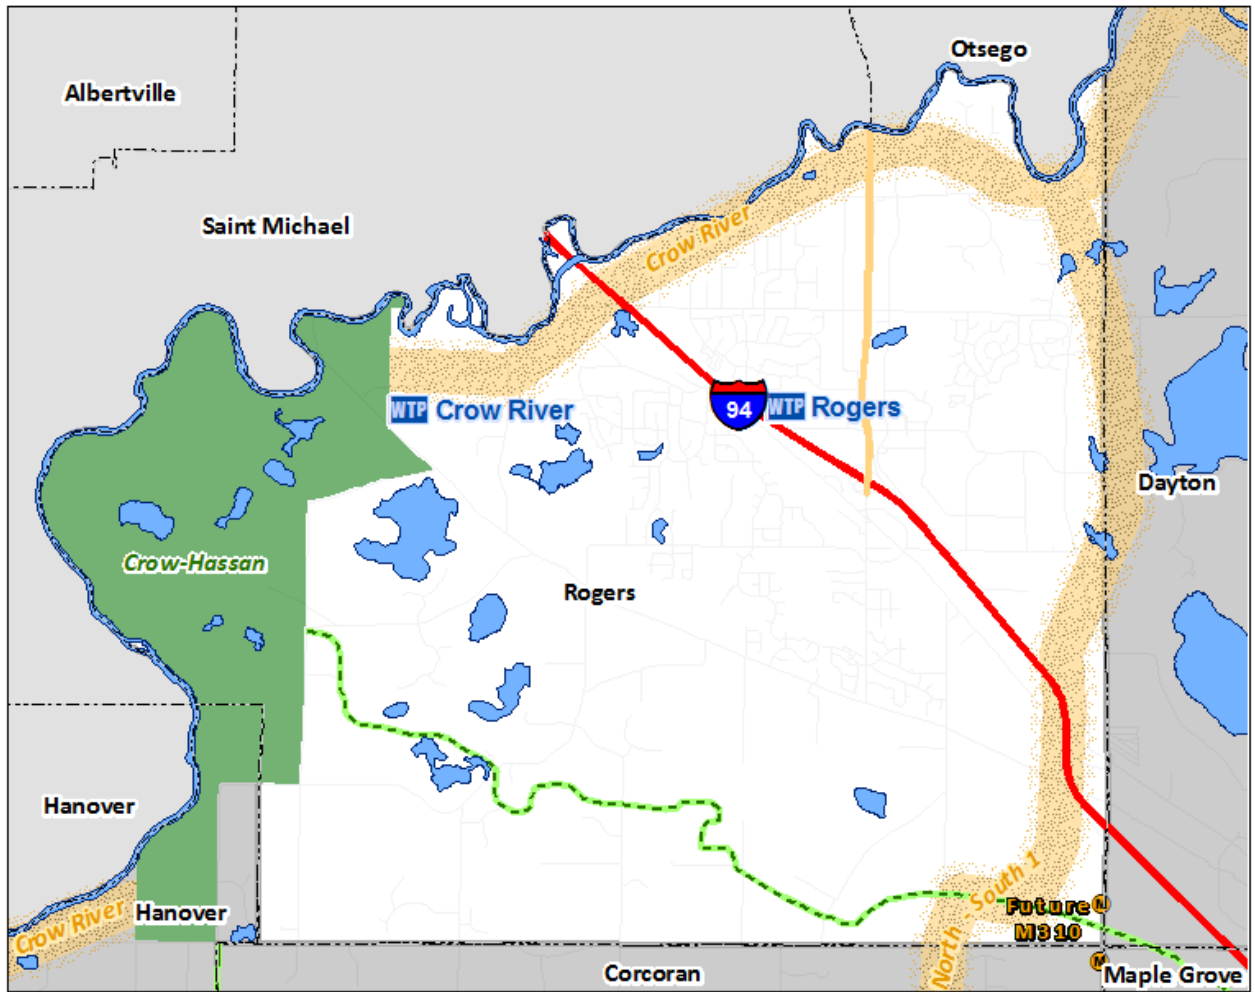 Otsego
Albertville
Saint Michael
Crow River
94
WTP Rogers
WTP Crow River
Dayton
Crow-Hassan
Rogers
Hanover
North - South 1
Future M
M310
Hanover
Crow River
M
Corcoran
Maple Grove